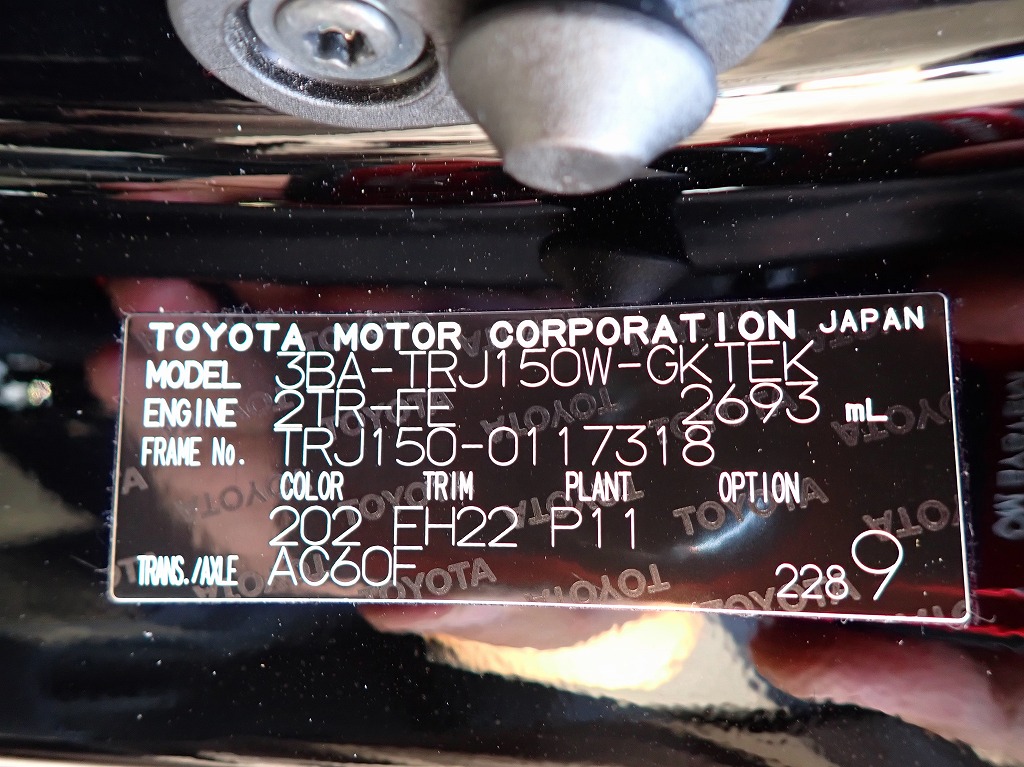 TOYOTA MOTOR CORPORATION JAPAN
MODEL 3BA-TRJ150W-GKTEK
ENGINE 2TR-FE 2693 mL
FRAME No. TRJ150-0117318
COLOR TRIM PLANT OPTION
202 FH22 P11
TRANS./AXLE AC60F
228 9